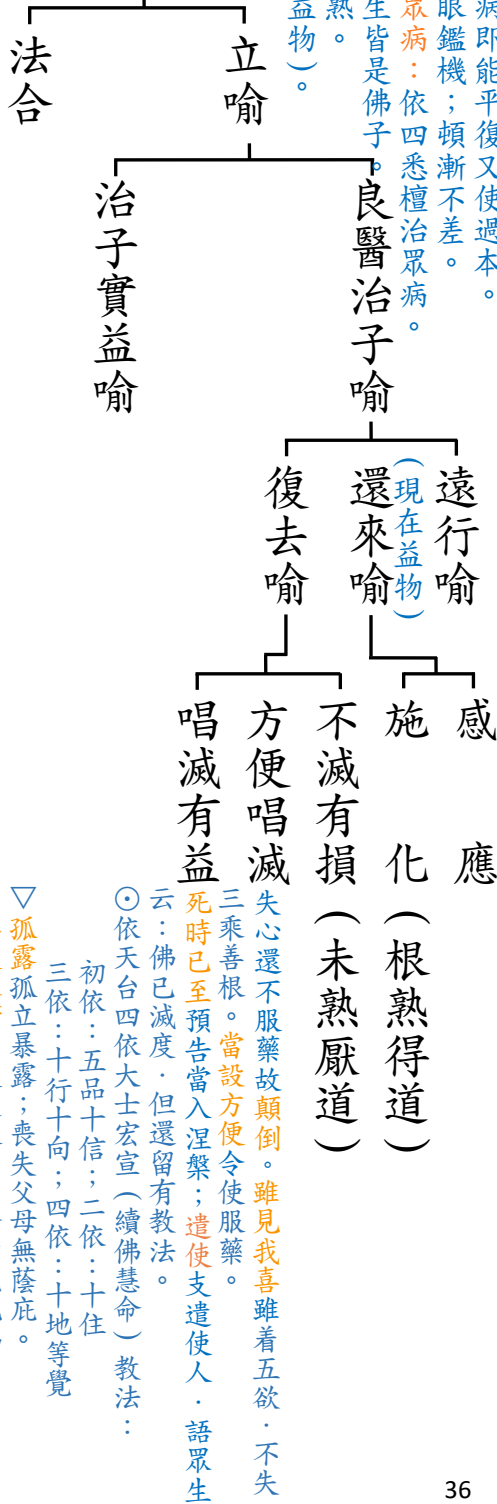 病即能平復又使過本。
眼鑑機；頓漸不差。
眾病：依四悉檀治眾病。
生皆是佛子。
熟。
益物）。
立喻
法合
良醫治子喻
治子實益喻
遠行喻
（現在益物）
還來喻
復去喻
感應
施化（根熟得道）
不滅有損（未熟厭道）
方便唱滅
唱滅有益
失心還不服藥故顛倒。雖見我喜雖着五欲．不失
三乘善根。當設方便令使服藥。
死時已至預告當入涅槃；遣使支遣使人．語眾生
云：佛已滅度．但還留有教法。
⊙依天台四依大士宏宣（續佛慧命）教法：
初依：五品十信；二依：十住
三依：十行十向；四依：十地等覺
▽孤露孤立暴露；喪失父母無蔭庇。
36